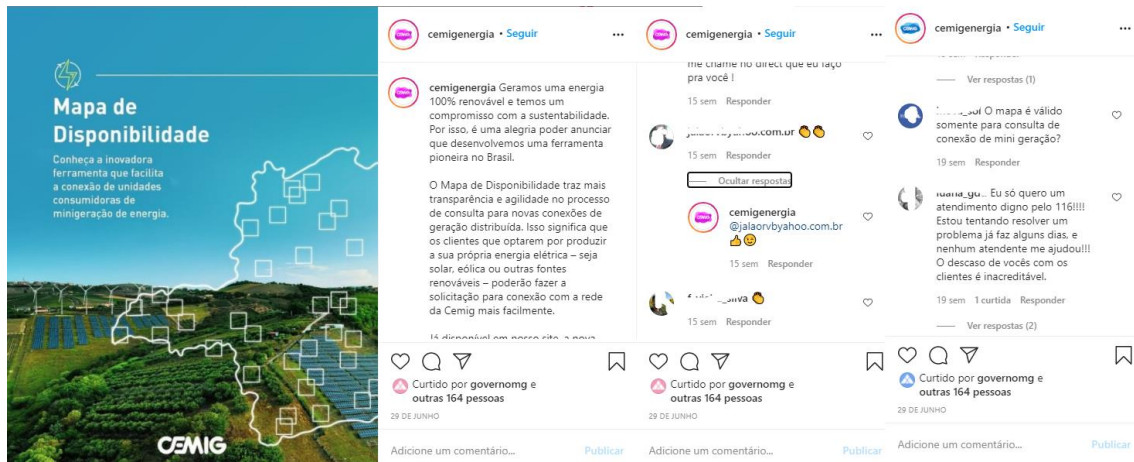 Mapa de
Disponibilidade
Conheça a inovadora
ferramenta que facilita
a conexão de unidades
consumidoras de
minigeração de energia.
CEMIG
cemigenergia • Seguir
cemigenergia Geramos uma energia
100% renovável e temos um
compromisso com a sustentabilidade.
Por isso, é uma alegria poder anunciar
que desenvolvemos uma ferramenta
pioneira no Brasil.
O Mapa de Disponibilidade traz mais
transparência e agilidade no processo
de consulta para novas conexões de
geração distribuída. Isso significa que
os clientes que optarem por produzir
a sua própria energia elétrica – seja
solar, eólica ou outras fontes
renováveis – poderão fazer a
solicitação para conexão com a rede
da Cemig mais facilmente.
Já disponível em nosso site, a nova
Curtido por governomg e
outras 164 pessoas
29 DE JUNHO
Adicione um comentário... Publicar
cemigenergia • Seguir
me chame no direct que eu faço
pra você !
15 sem Responder
15 sem Responder
Ocultar respostas
cemigenergia
@jalaorvbyahoo.com.br
👍😉
15 sem Responder
15 sem Responder
Curtido por governomg e
outras 164 pessoas
29 DE JUNHO
Adicione um comentário... Publicar
cemigenergia • Seguir
Ver respostas (1)
O mapa é válido
somente para consulta de
conexão de mini geração?
19 sem Responder
Eu só quero um
atendimento digno pelo 116!!!!
Estou tentando resolver um
problema já faz alguns dias, e
nenhum atendente me ajudou!!!
O descaso de vocês com os
clientes é inacreditável.
19 sem 1 curtida Responder
Ver respostas (2)
Curtido por governomg e
outras 164 pessoas
29 DE JUNHO
Adicione um comentário... Publicar